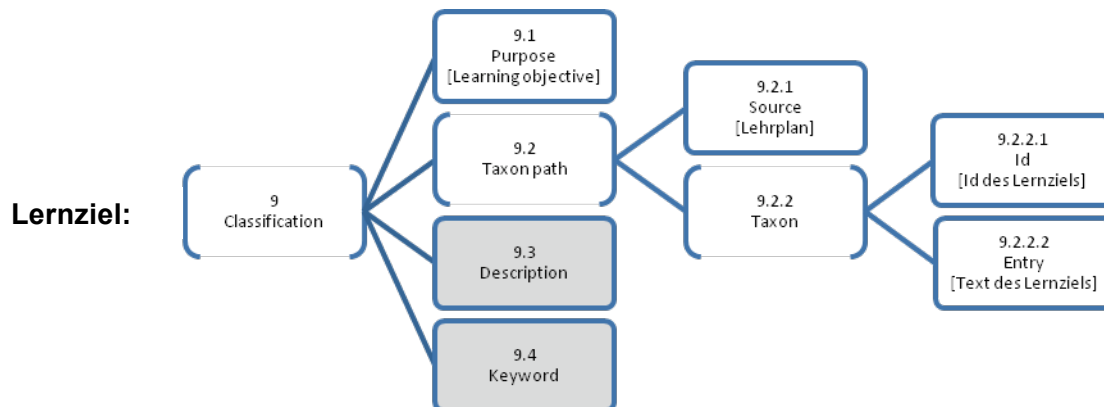 Lernziel:
9
Classification
9.1
Purpose
[Learning objective]
9.2
Taxon path
9.3
Description
9.4
Keyword
9.2.1
Source
[Lehrplan]
9.2.2
Taxon
9.2.2.1
Id
[Id des Lernziels]
9.2.2.2
Entry
[Text des Lernziels]